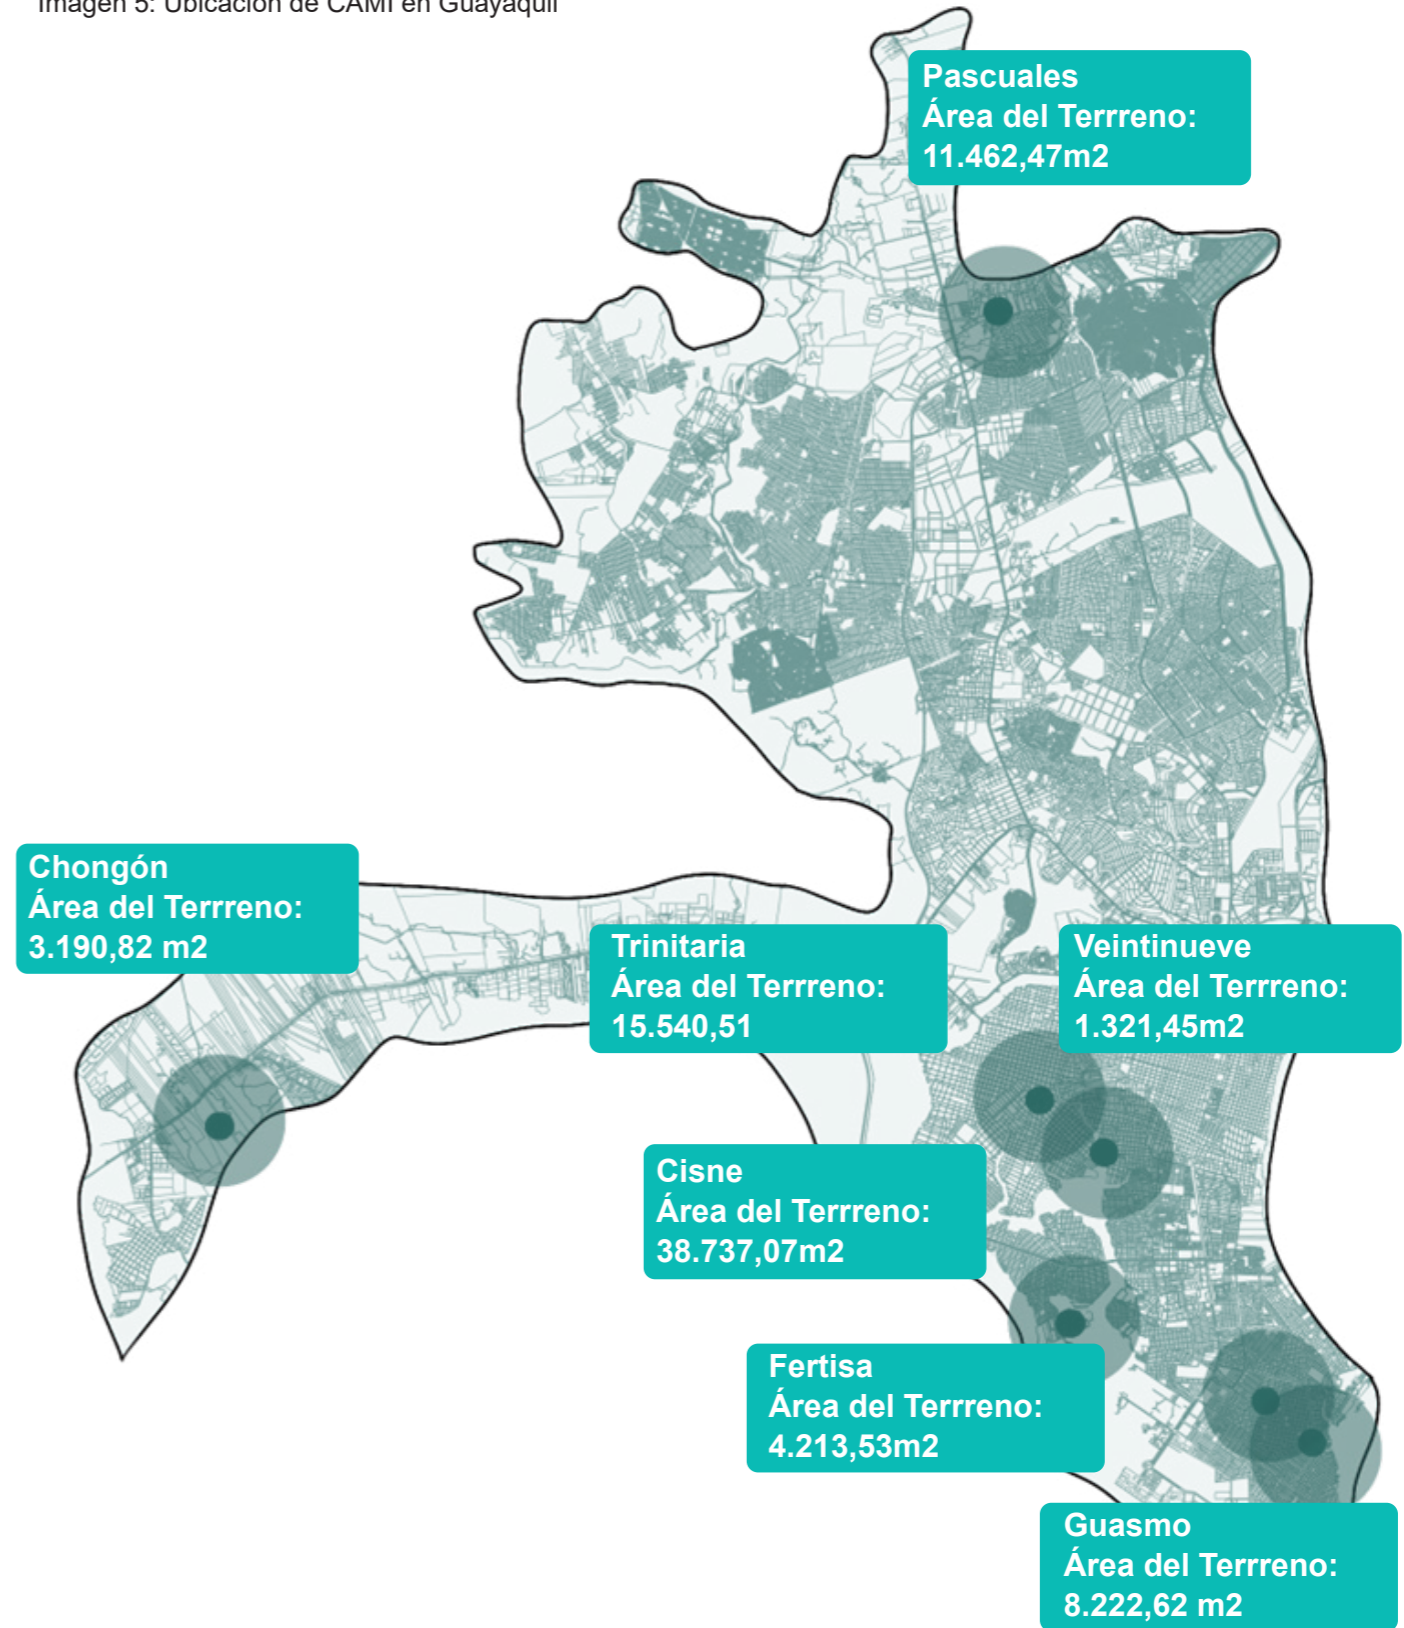 Imagen 5: Ubicación de CAMI en Guayaquil
Pascuales
Área del Terrreno:
11.462,47m2
Chongón
Área del Terrreno:
3.190,82 m2
Trinitaria
Área del Terrreno:
15.540,51
Veintinueve
Área del Terrreno:
1.321,45m2
Cisne
Área del Terrreno:
38.737,07m2
Fertisa
Área del Terrreno:
4.213,53m2
Guasmo
Área del Terrreno:
8.222,62 m2